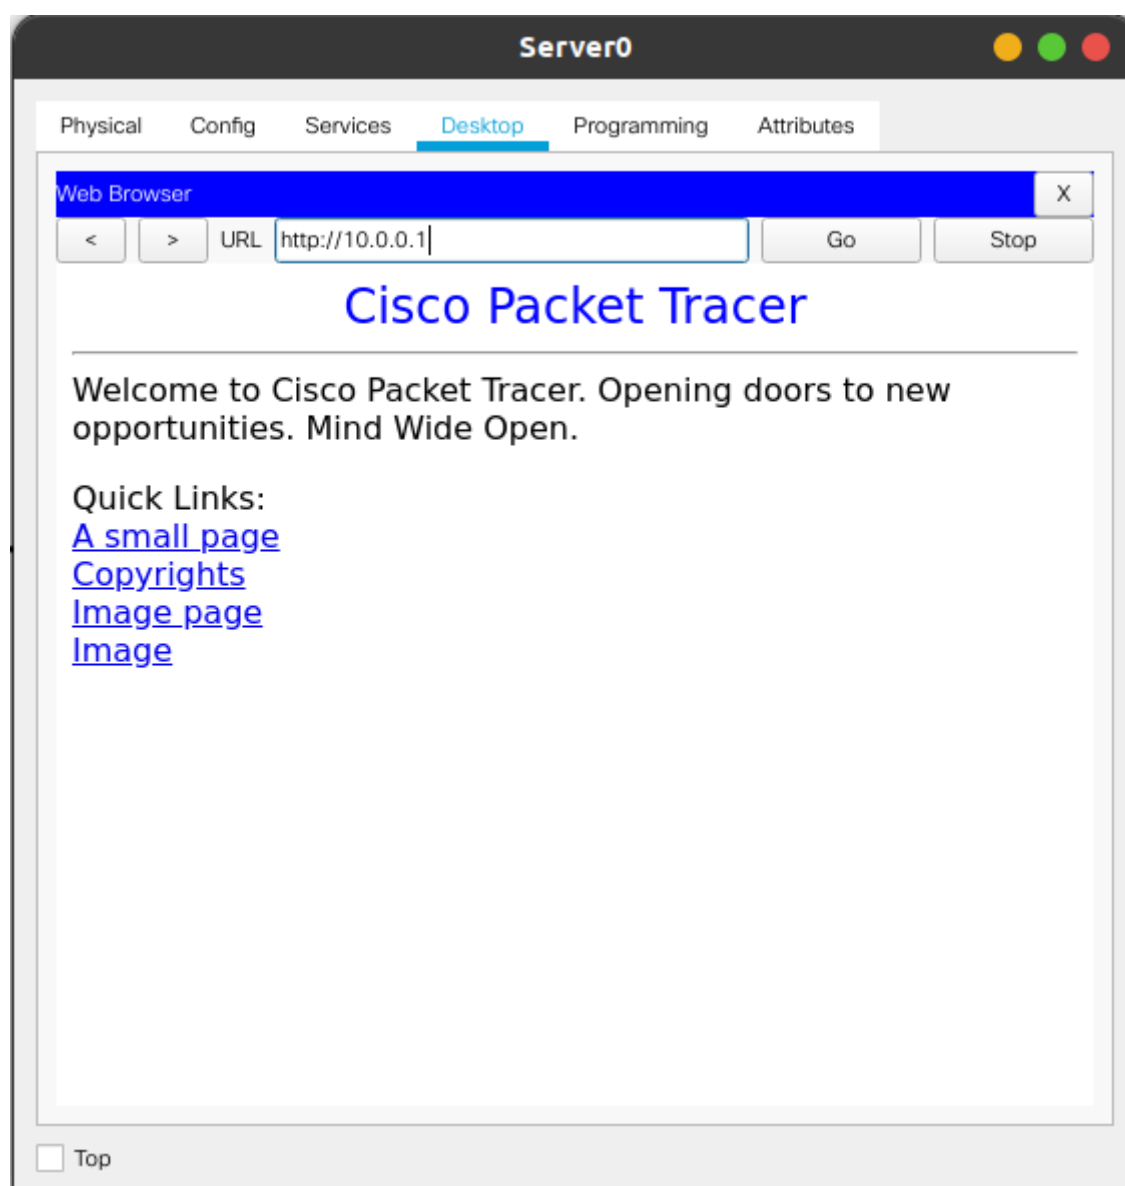 Server0
Physical Config Services Desktop Programming Attributes
Web Browser X
< > URL http://10.0.0.1 Go Stop
Cisco Packet Tracer
Welcome to Cisco Packet Tracer. Opening doors to new
opportunities. Mind Wide Open.
Quick Links:
A small page
Copyrights
Image page
Image
Top